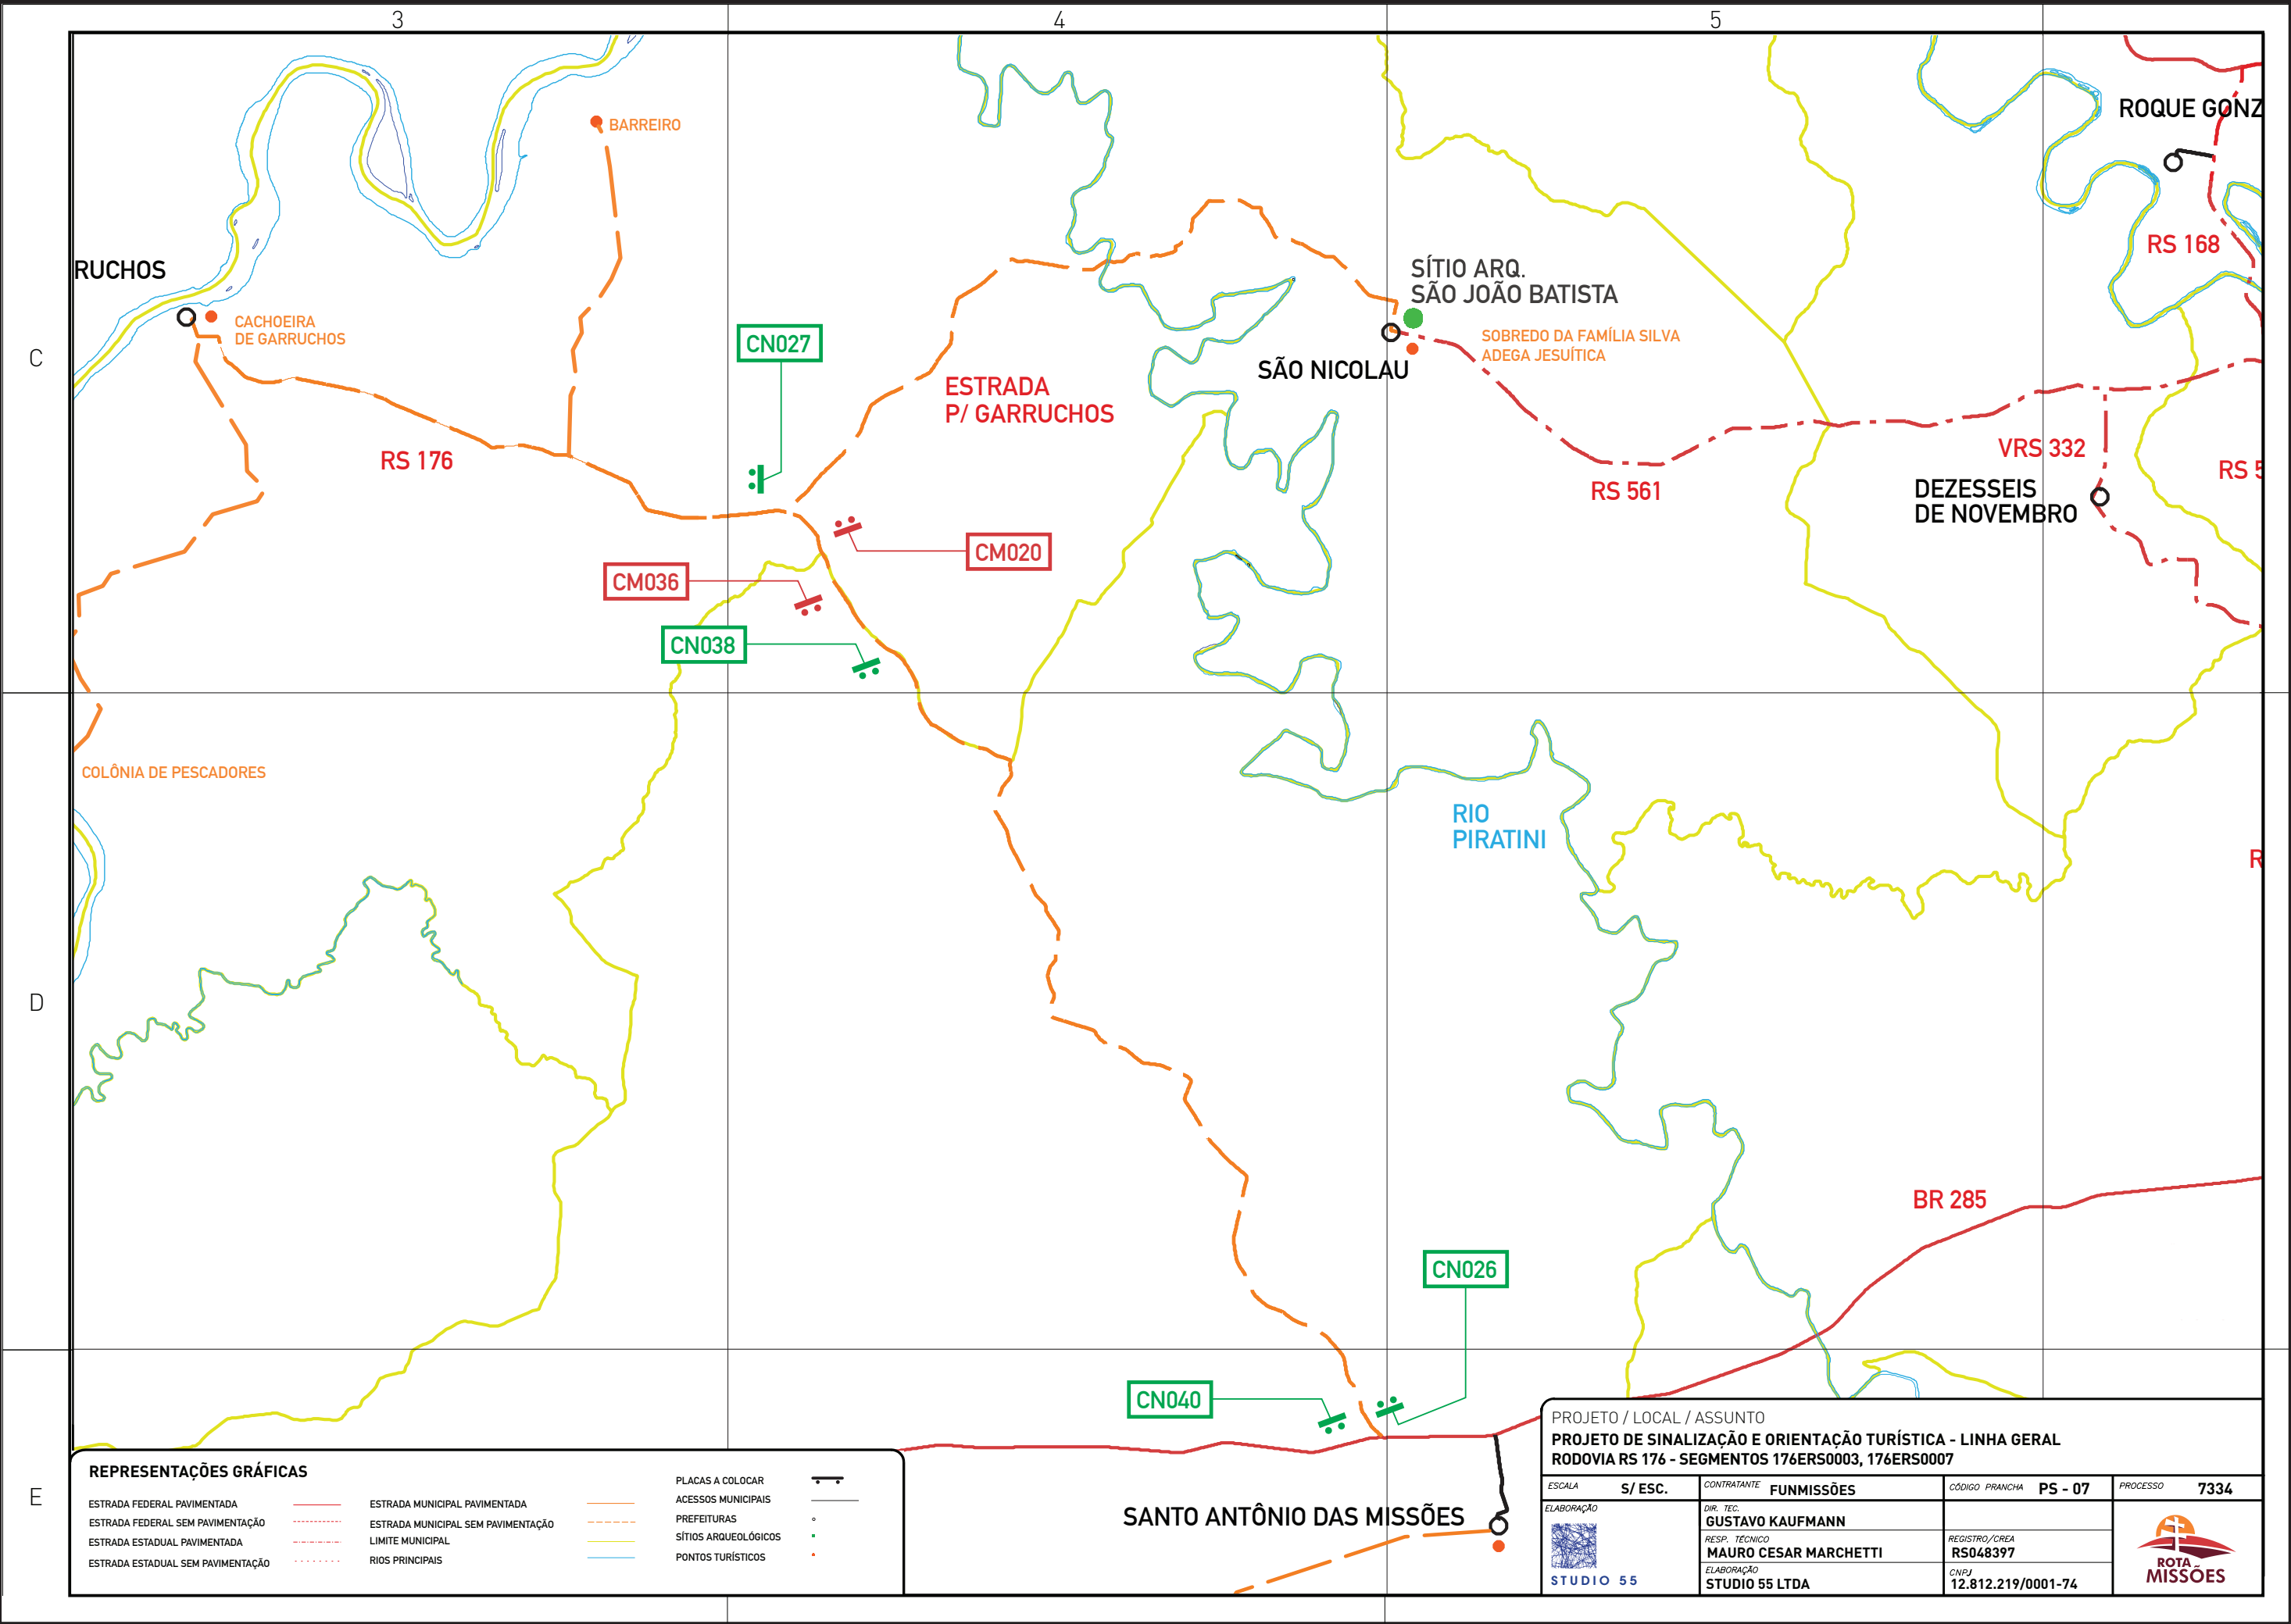 3
4
5
C
D
E
BARREIRO
ROQUE GONZ
RS 168
RUCHOS
CACHOEIRA
DE GARRUCHOS
SÍTIO ARQ.
SÃO JOÃO BATISTA
CN027
SOBREDO DA FAMÍLIA SILVA
ADEGA JESUÍTICA
SÃO NICOLAU
ESTRADA
P/ GARRUCHOS
RS 176
VRS 332
RS 5
RS 561
DEZESSEIS
DE NOVEMBRO
CM020
CM036
CN038
COLÔNIA DE PESCADORES
RIO
PIRATINI
R
BR 285
CN026
CN040
SANTO ANTÔNIO DAS MISSÕES
REPRESENTAÇÕES GRÁFICAS
ESTRADA FEDERAL PAVIMENTADA
ESTRADA FEDERAL SEM PAVIMENTAÇÃO
ESTRADA ESTADUAL PAVIMENTADA
ESTRADA ESTADUAL SEM PAVIMENTAÇÃO
ESTRADA MUNICIPAL PAVIMENTADA
ESTRADA MUNICIPAL SEM PAVIMENTAÇÃO
LIMITE MUNICIPAL
RIOS PRINCIPAIS
PLACAS A COLOCAR
ACESSOS MUNICIPAIS
PREFEITURAS
SÍTIOS ARQUEOLÓGICOS
PONTOS TURÍSTICOS
PROJETO / LOCAL / ASSUNTO
PROJETO DE SINALIZAÇÃO E ORIENTAÇÃO TURÍSTICA - LINHA GERAL
RODOVIA RS 176 - SEGMENTOS 176ERS0003, 176ERS0007
ESCALA S/ ESC.
CONTRATANTE FUNMISSÕES
CÓDIGO PRANCHA PS - 07
PROCESSO 7334
ELABORAÇÃO
STUDIO 55
DIR. TEC.
GUSTAVO KAUFMANN
RESP. TÉCNICO
MAURO CESAR MARCHETTI
REGISTRO/CREA
RS048397
ELABORAÇÃO
STUDIO 55 LTDA
CNPJ
12.812.219/0001-74
ROTA
MISSÕES